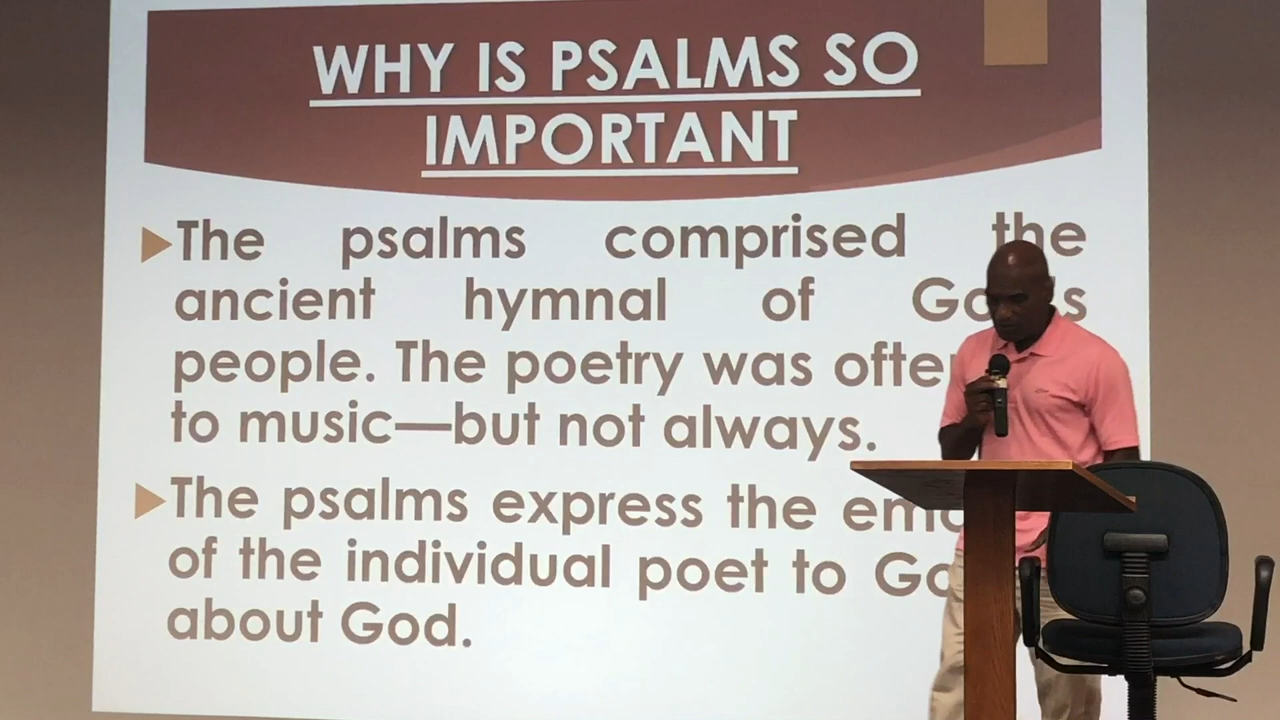 WHY IS PSALMS SO
IMPORTANT
The psalms comprised the
ancient hymnal of
people. The poetry was
to music—but not always.
The psalms express the
of the individual poet to
about God.